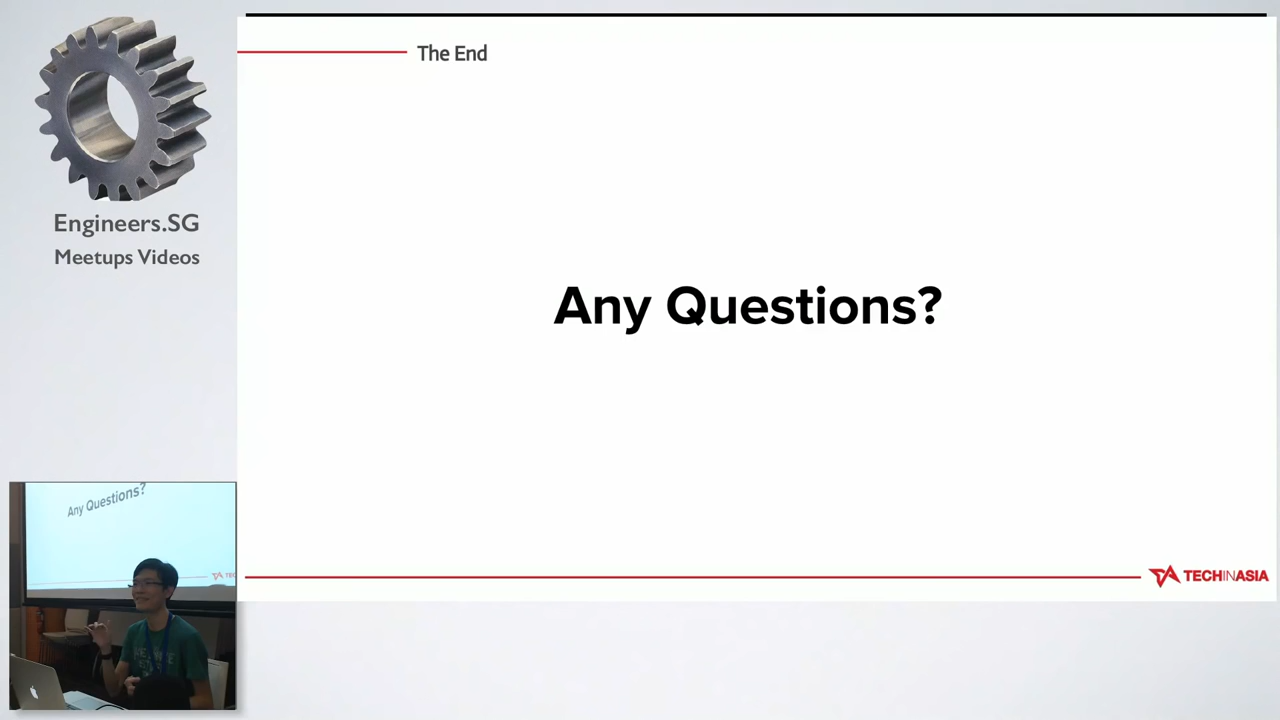 The End
Engineers.SG
Meetups Videos
Any Questions?
TECHINASIA
Any Questions?